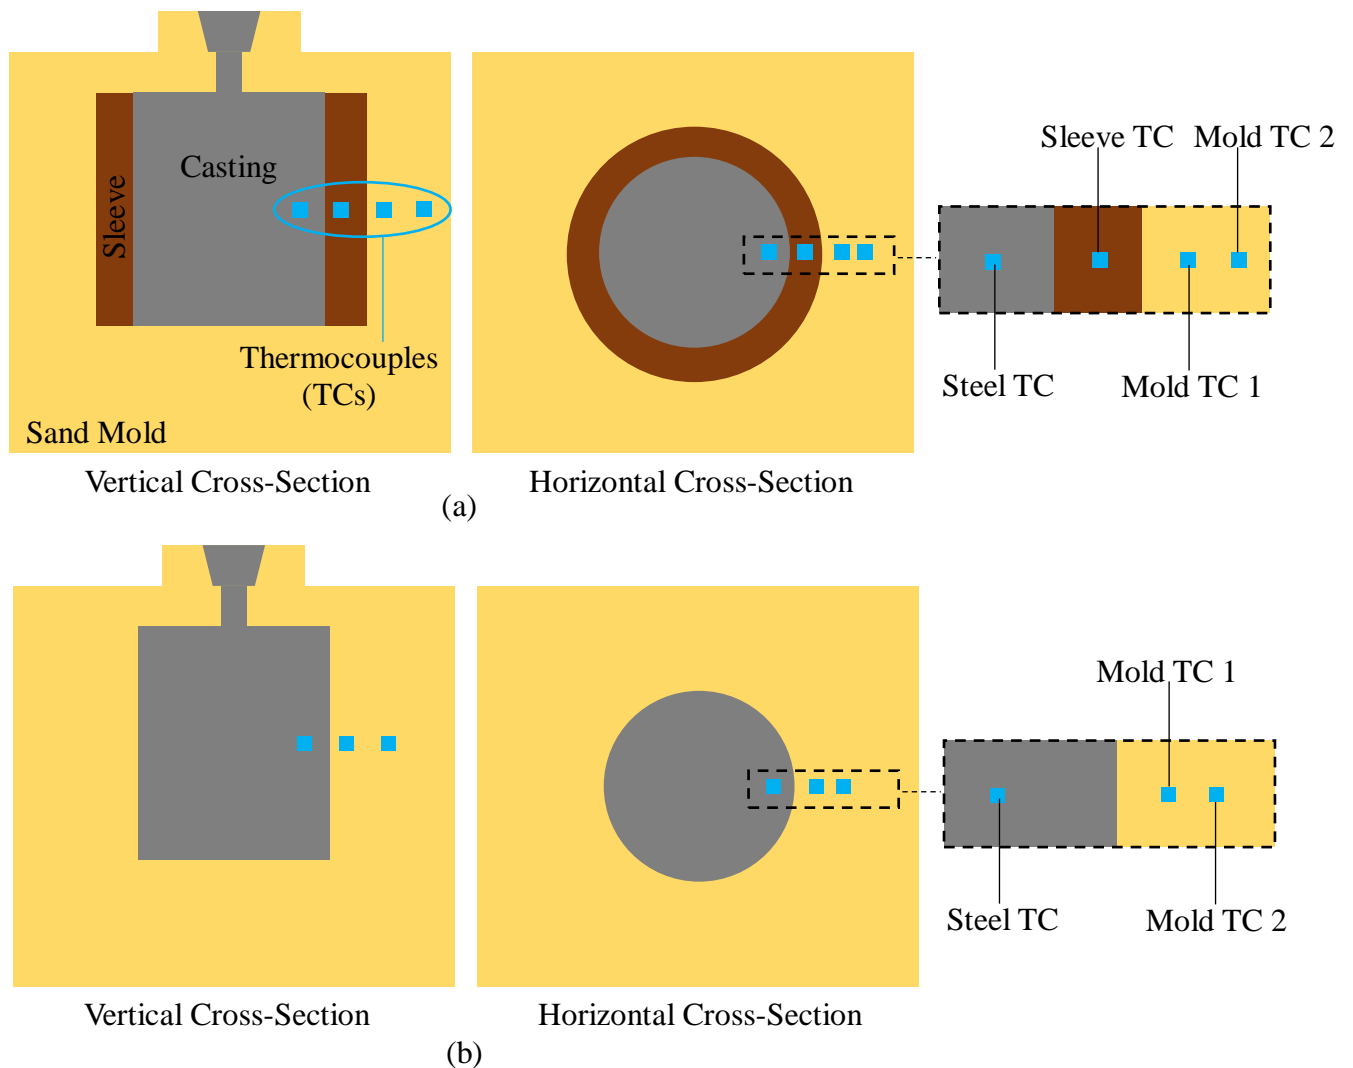 Sleeve
Casting
Thermocouples
(TCs)
Sand Mold
Vertical Cross-Section
Horizontal Cross-Section
Sleeve TC
Mold TC 2
Steel TC
Mold TC 1
(a)
Mold TC 1
Steel TC
Mold TC 2
Vertical Cross-Section
Horizontal Cross-Section
(b)